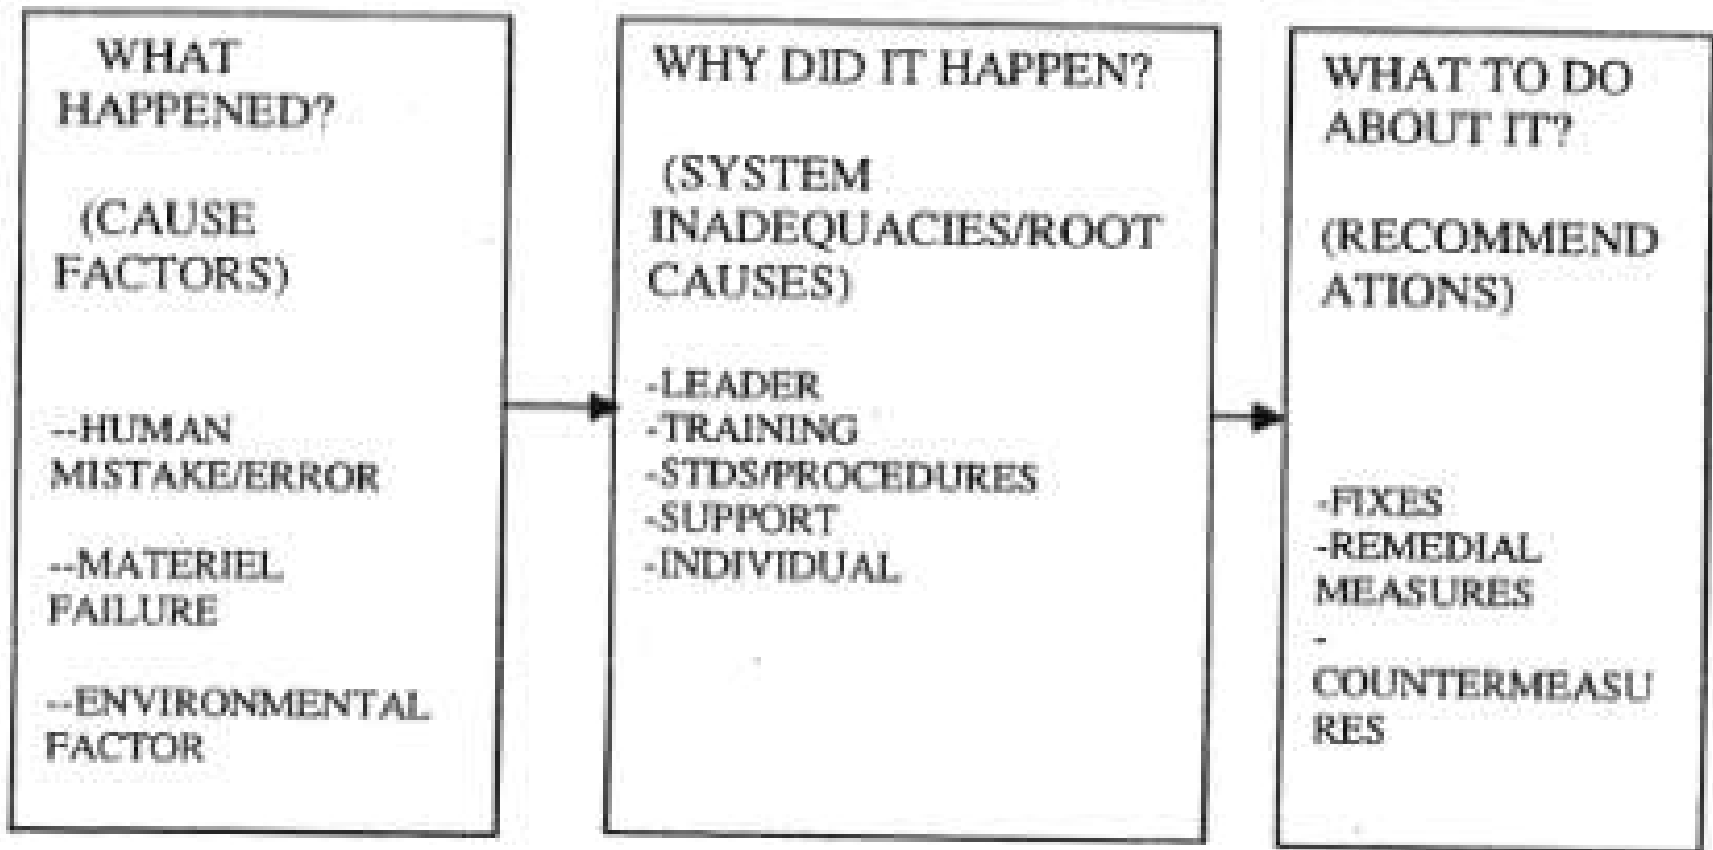 WHAT
HAPPENED?
(CAUSE
FACTORS)
--HUMAN
MISTAKE/ERROR
--MATERIEL
FAILURE
--ENVIRONMENTAL
FACTOR
WHY DID IT HAPPEN?
(SYSTEM
INADEQUACIES/ROOT
CAUSES)
-LEADER
-TRAINING
-STDS/PROCEDURES
-SUPPORT
-INDIVIDUAL
WHAT TO DO
ABOUT IT?
(RECOMMEND
ATIONS)
-FIXES
-REMEDIAL
MEASURES
-
COUNTERMEASU
RES